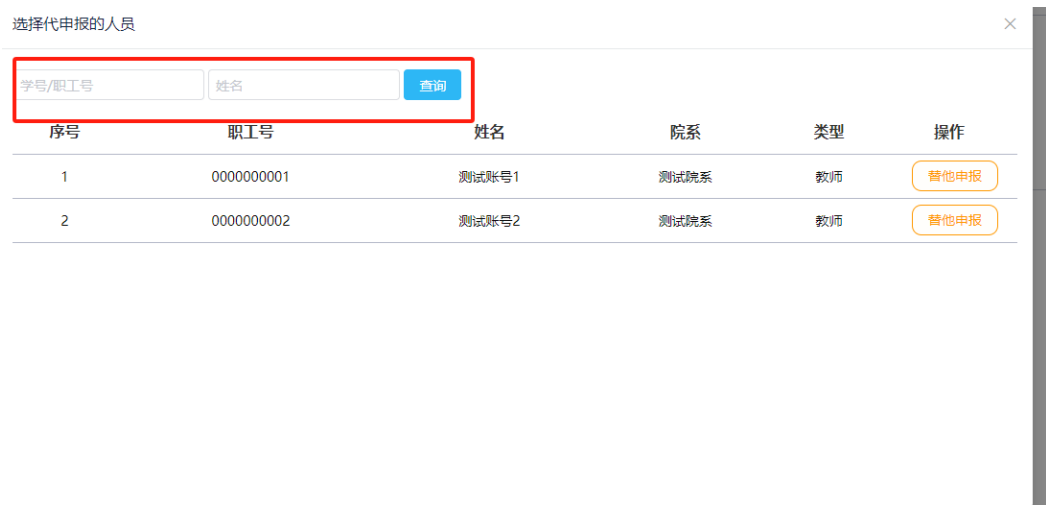 选择代申报的人员
学号/职工号 姓名 查询
序号 职工号 姓名 院系 类型 操作
1 0000000001 测试账号1 测试院系 教师 替他申报
2 0000000002 测试账号2 测试院系 教师 替他申报